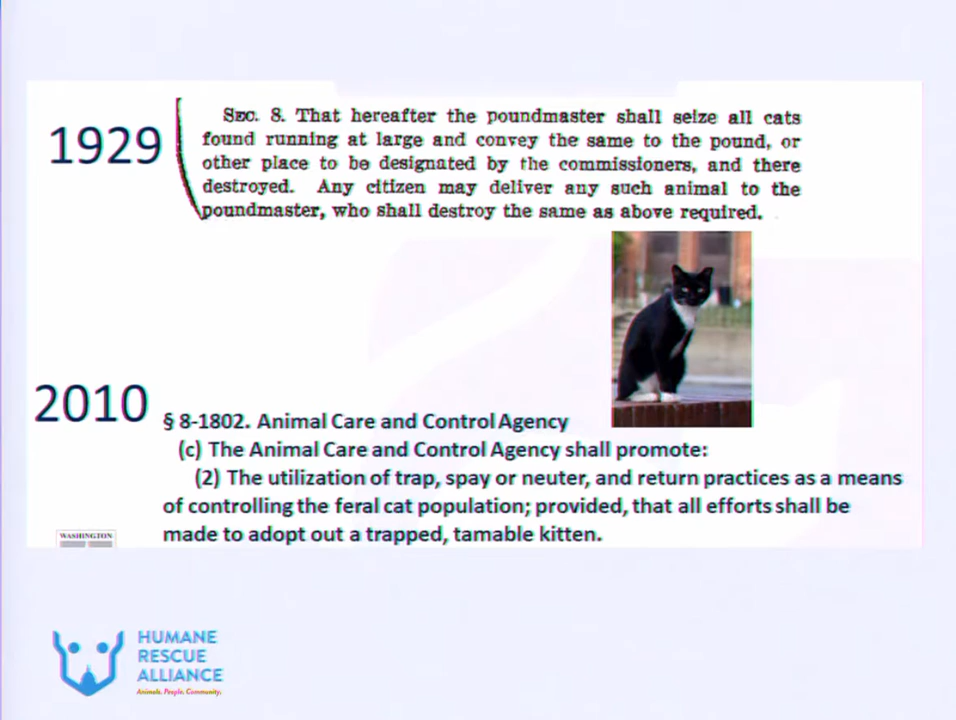 1929
SEC. 8. That hereafter the poundmaster shall seize all cats
found running at large and convey the same to the pound, or
other place to be designated by the commissioners, and there
destroyed. Any citizen may deliver any such animal to the
poundmaster, who shall destroy the same as above required.
2010
§ 8-1802. Animal Care and Control Agency
(c) The Animal Care and Control Agency shall promote:
(2) The utilization of trap, spay or neuter, and return practices as a means
of controlling the feral cat population; provided, that all efforts shall be
made to adopt out a trapped, tamable kitten.
WASHINGTON
HUMANE
RESCUE
ALLIANCE
Animals. People. Community.